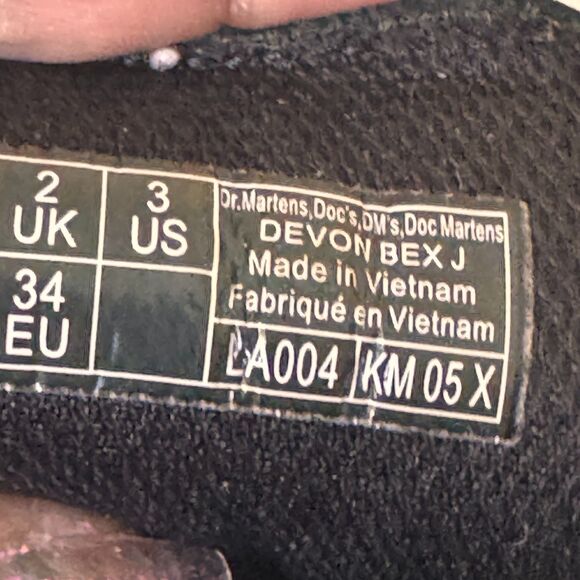 2 UK
3 US
34 EU
Dr.Martens,Doc's,DM's,Doc Martens
DEVON BEX J
Made in Vietnam
Fabriqué en Vietnam
LA004
KM 05 X